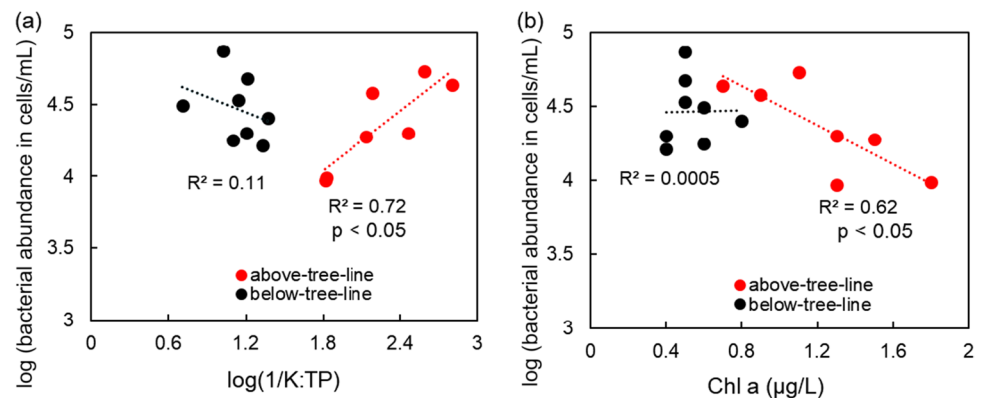 (a)
log (bacterial abundance in cells/mL)
5
4.5
4
3.5
3
R² = 0.11
R² = 0.72
p < 0.05
above-tree-line
below-tree-line
0 0.6 1.2 1.8 2.4 3
log(1/K:TP)
(b)
log (bacterial abundance in cells/mL)
5
4.5
4
3.5
3
R² = 0.0005
R² = 0.62
p < 0.05
above-tree-line
below-tree-line
0 0.4 0.8 1.2 1.6 2
Chl a (µg/L)